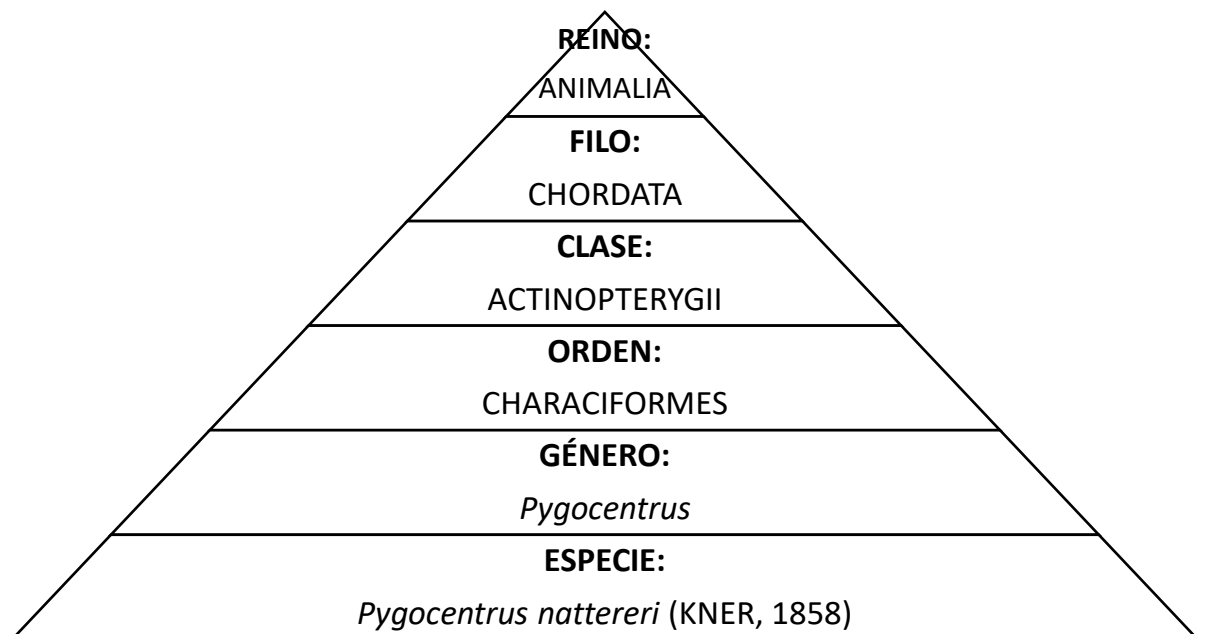 REINO:
ANIMALIA
FILO:
CHORDATA
CLASE:
ACTINOPTERYGII
ORDEN:
CHARACIFORMES
GÉNERO:
Pygocentrus
ESPECIE:
Pygocentrus nattereri (KNER, 1858)